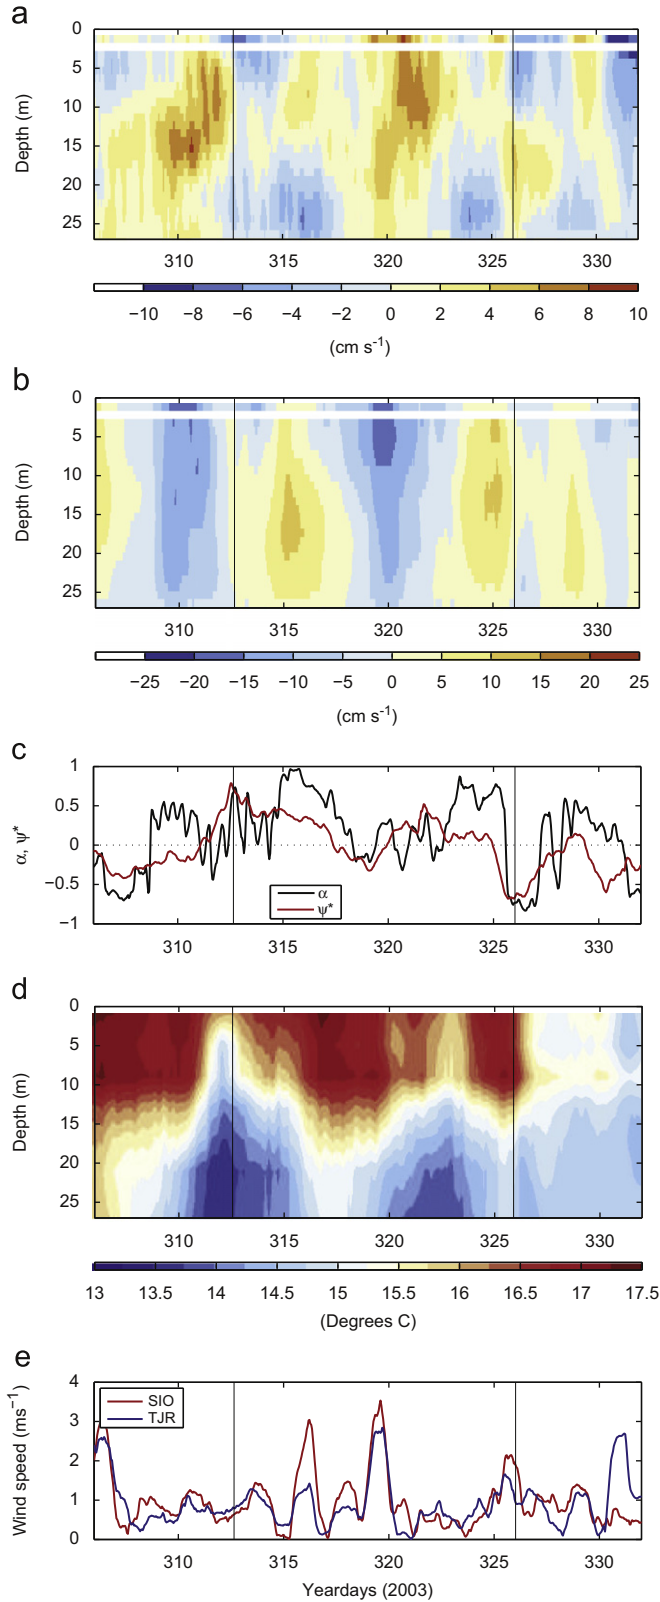 a
0
5
10
15
20
25
Depth (m)
310 315 320 325 330
−10 −8 −6 −4 −2 0 2 4 6 8 10
(cm s⁻¹)
b
0
5
10
15
20
25
Depth (m)
310 315 320 325 330
−25 −20 −15 −10 −5 0 5 10 15 20 25
(cm s⁻¹)
c
1
0.5
0
−0.5
−1
α, ψ*
α
ψ*
310 315 320 325 330
d
0
5
10
15
20
25
Depth (m)
310 315 320 325 330
13 13.5 14 14.5 15 15.5 16 16.5 17 17.5
(Degrees C)
e
4
3
2
1
0
Wind speed (ms⁻¹)
SIO
TJR
310 315 320 325 330
Yeardays (2003)